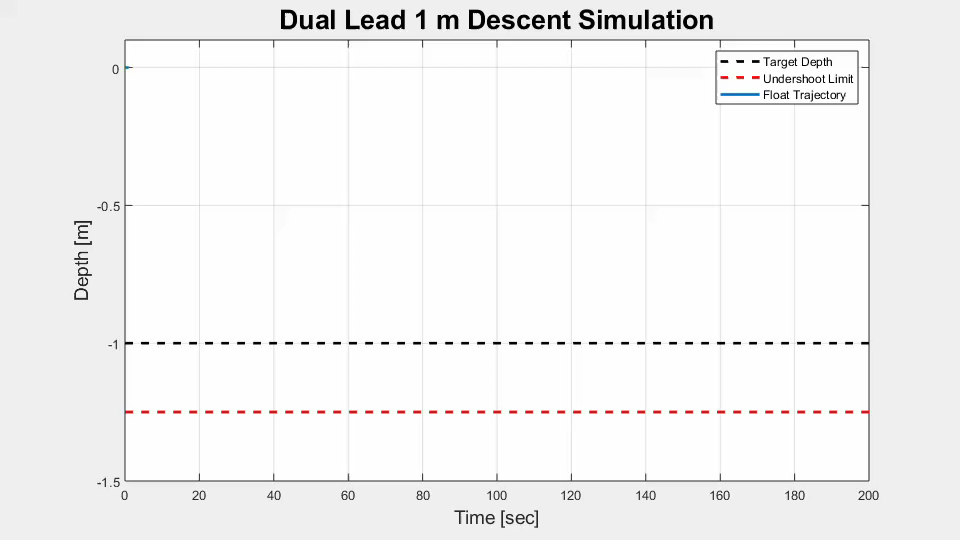 Dual Lead 1 m Descent Simulation
Target Depth
Undershoot Limit
Float Trajectory
0
-0.5
-1
-1.5
Depth [m]
0 20 40 60 80 100 120 140 160 180 200
Time [sec]